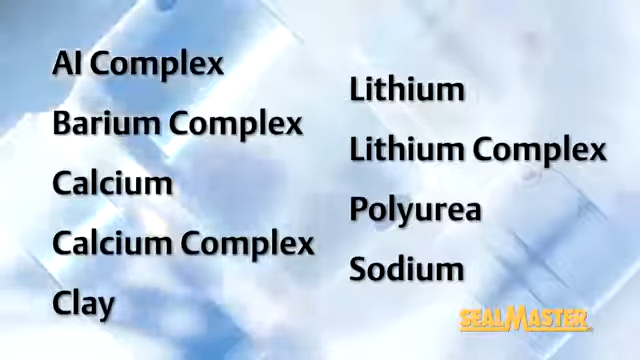 Al Complex
Barium Complex
Calcium
Calcium Complex
Clay
Lithium
Lithium Complex
Polyurea
Sodium
SEALMASTER